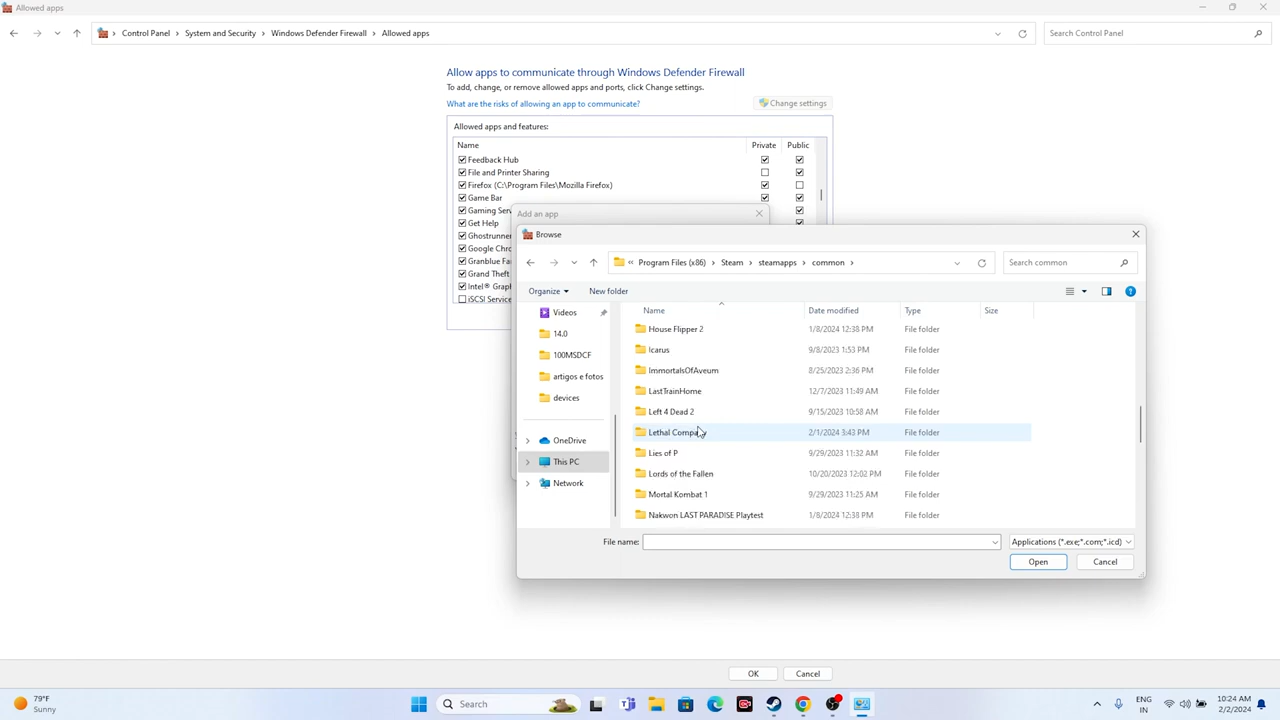 Allowed apps
Control Panel > System and Security > Windows Defender Firewall > Allowed apps
Search Control Panel
Allow apps to communicate through Windows Defender Firewall
To add, change, or remove allowed apps and ports, click Change settings.
What are the risks of allowing an app to communicate?
Change settings
Allowed apps and features:
Name Private Public
Feedback Hub
File and Printer Sharing
Firefox (C:\Program Files\Mozilla Firefox)
Game Bar
Gaming Serv
Get Help
Ghostrunner
Google Chro
Granblue Fan
Grand Theft
Intel® Graph
iSCSI Service
Add an app
Browse
« Program Files (x86) > Steam > steamapps > common >
Search common
Organize
New folder
Videos
14.0
100MSDCF
artigos e fotos
devices
OneDrive
This PC
Network
Name Date modified Type Size
House Flipper 2 1/8/2024 12:38 PM File folder
Icarus 9/8/2023 1:53 PM File folder
ImmortalsOfAveum 8/25/2023 2:36 PM File folder
LastTrainHome 12/7/2023 11:49 AM File folder
Left 4 Dead 2 9/15/2023 10:58 AM File folder
Lethal Company 2/1/2024 3:43 PM File folder
Lies of P 9/29/2023 11:32 AM File folder
Lords of the Fallen 10/20/2023 12:02 PM File folder
Mortal Kombat 1 9/29/2023 11:25 AM File folder
Nakwon LAST PARADISE Playtest 1/8/2024 12:38 PM File folder
File name:
Applications (*.exe;*.com;*.icd)
Open
Cancel
OK
Cancel
79°F
Sunny
Search
ENG
IN
10:24 AM
2/2/2024